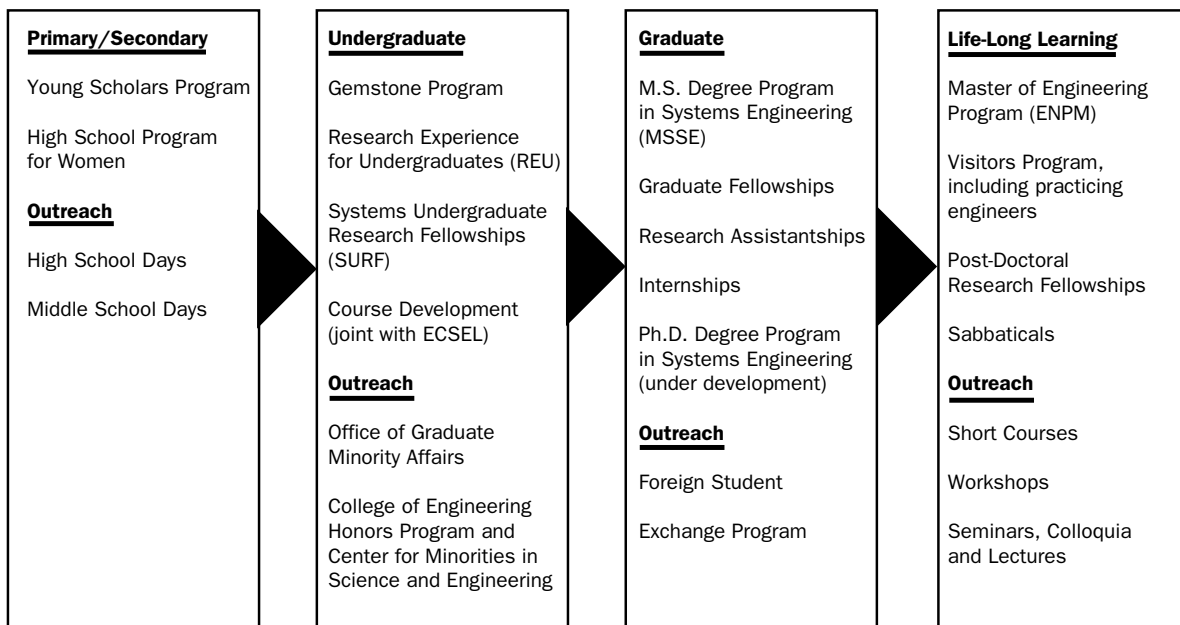 Primary/Secondary
Young Scholars Program
High School Program
for Women
Outreach
High School Days
Middle School Days
Undergraduate
Gemstone Program
Research Experience
for Undergraduates (REU)
Systems Undergraduate
Research Fellowships
(SURF)
Course Development
(joint with ECSEL)
Outreach
Office of Graduate
Minority Affairs
College of Engineering
Honors Program and
Center for Minorities in
Science and Engineering
Graduate
M.S. Degree Program
in Systems Engineering
(MSSE)
Graduate Fellowships
Research Assistantships
Internships
Ph.D. Degree Program
in Systems Engineering
(under development)
Outreach
Foreign Student
Exchange Program
Life-Long Learning
Master of Engineering
Program (ENPM)
Visitors Program,
including practicing
engineers
Post-Doctoral
Research Fellowships
Sabbaticals
Outreach
Short Courses
Workshops
Seminars, Colloquia
and Lectures